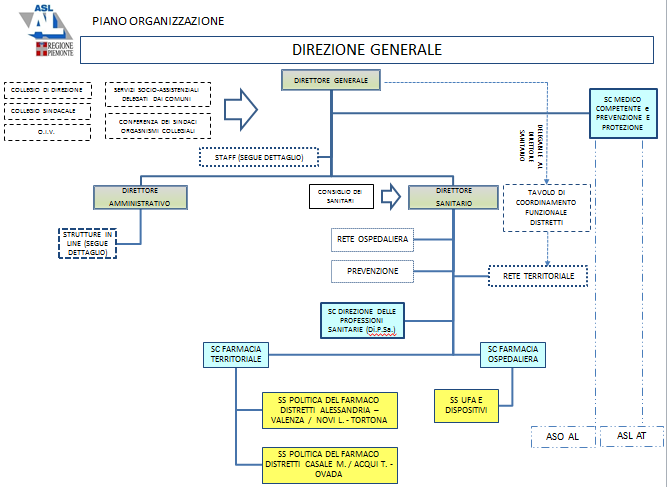 ASL
AL
REGIONE
PIEMONTE
PIANO ORGANIZZAZIONE
DIREZIONE GENERALE
COLLEGIO DI DIREZIONE
COLLEGIO SINDACALE
O.I.V.
SERVIZI SOCIO-ASSISTENZIALI
DELEGATI DAI COMUNI
CONFERENZA DEI SINDACI
ORGASNISMI COLLEGIALI
DIRETTORE GENERALE
SC MEDICO
COMPETENTE e
PREVENZIONE E
PROTEZIONE
DELEGABILE AL
DIRETTORE
SANITARIO
STAFF (SEGUE DETTAGLIO)
DIRETTORE
AMMINISTRATIVO
CONSIGLIO DEI
SANITARI
DIRETTORE
SANITARIO
TAVOLO DI
COORDINAMENTO
FUNZIONALE
DISTRETTI
STRUTTURE IN
LINE (SEGUE
DETTAGLIO)
RETE OSPEDALIERA
PREVENZIONE
RETE TERRITORIALE
SC DIREZIONE DELLE
PROFESSIONI
SANITARIE (Di.P.Sa.)
SC FARMACIA
TERRITORIALE
SC FARMACIA
OSPEDALIERA
SS POLITICA DEL FARMACO
DISTRETTI ALESSANDRIA –
VALENZA / NOVI L. - TORTONA
SS UFA E
DISPOSITIVI
SS POLITICA DEL FARMACO
DISTRETTI CASALE M. / ACQUI T. -
OVADA
ASO AL
ASL AT